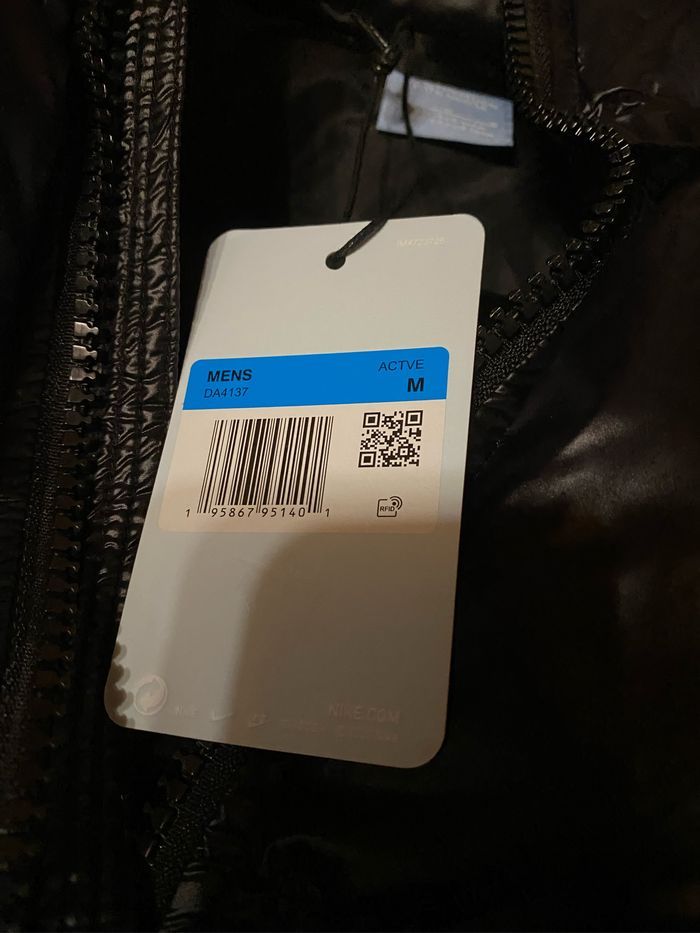 MENS
ACTVE
DA4137
M
1 95867 95140 1
RFID
NIKE.COM